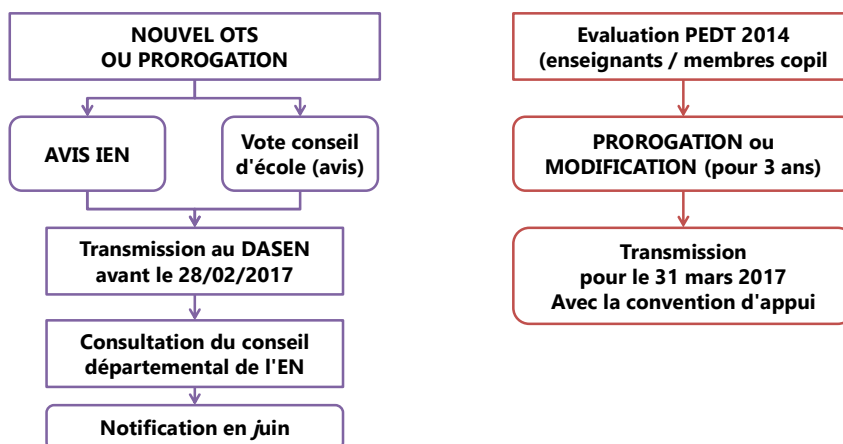 NOUVEL OTS
OU PROROGATION
AVIS IEN
Vote conseil
d'école (avis)
Transmission au DASEN
avant le 28/02/2017
Consultation du conseil
départemental de l'EN
Notification en juin
Evaluation PEDT 2014
(enseignants / membres copil
PROROGATION ou
MODIFICATION (pour 3 ans)
Transmission
pour le 31 mars 2017
Avec la convention d'appui